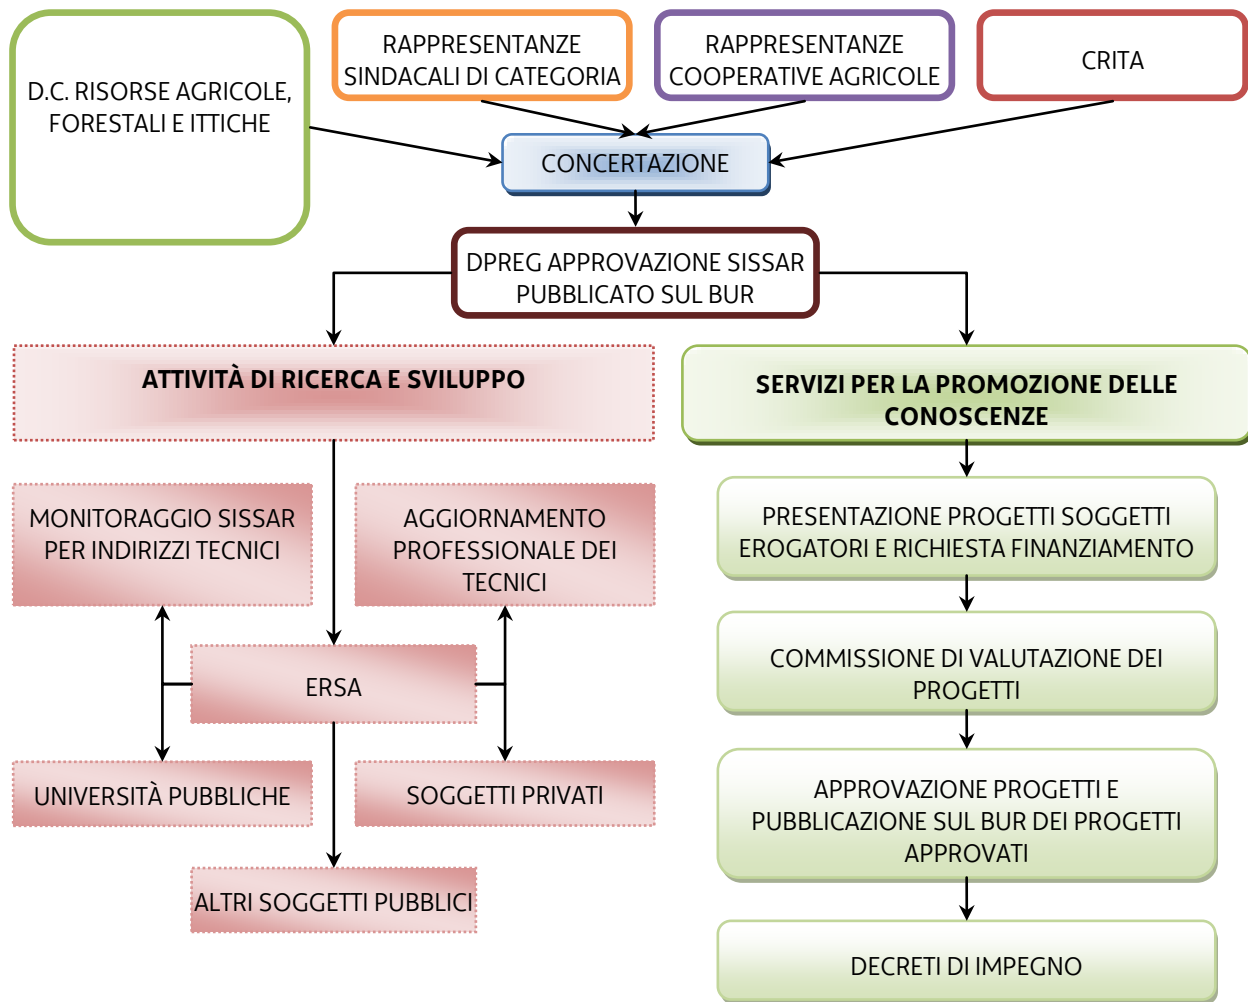 D.C. RISORSE AGRICOLE,
FORESTALI E ITTICHE
RAPPRESENTANZE
SINDACALI DI CATEGORIA
RAPPRESENTANZE
COOPERATIVE AGRICOLE
CRITA
CONCERTAZIONE
DPREG APPROVAZIONE SISSAR
PUBBLICATO SUL BUR
ATTIVITÀ DI RICERCA E SVILUPPO
MONITORAGGIO SISSAR
PER INDIRIZZI TECNICI
AGGIORNAMENTO
PROFESSIONALE DEI
TECNICI
ERSA
UNIVERSITÀ PUBBLICHE
SOGGETTI PRIVATI
ALTRI SOGGETTI PUBBLICI
SERVIZI PER LA PROMOZIONE DELLE
CONOSCENZE
PRESENTAZIONE PROGETTI SOGGETTI
EROGATORI E RICHIESTA FINANZIAMENTO
COMMISSIONE DI VALUTAZIONE DEI
PROGETTI
APPROVAZIONE PROGETTI E
PUBBLICAZIONE SUL BUR DEI PROGETTI
APPROVATI
DECRETI DI IMPEGNO